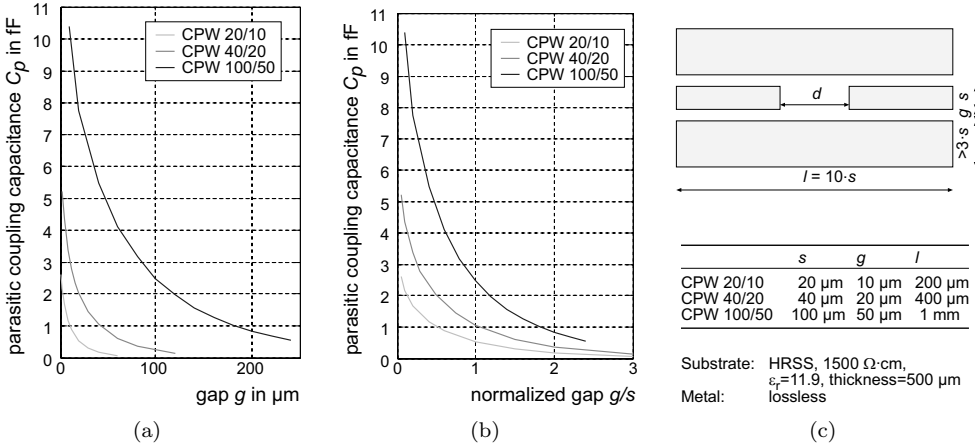 parasitic coupling capacitance Cp in fF
11
10
9
8
7
6
5
4
3
2
1
0
CPW 20/10
CPW 40/20
CPW 100/50
0
100
200
gap g in µm
(a)
parasitic coupling capacitance Cp in fF
11
10
9
8
7
6
5
4
3
2
1
0
CPW 20/10
CPW 40/20
CPW 100/50
0
1
2
3
normalized gap g/s
(b)
d
>3·s g s
l = 10·s
s g l
CPW 20/10 20 µm 10 µm 200 µm
CPW 40/20 40 µm 20 µm 400 µm
CPW 100/50 100 µm 50 µm 1 mm
Substrate: HRSS, 1500 Ω·cm,
εr=11.9, thickness=500 µm
Metal: lossless
(c)